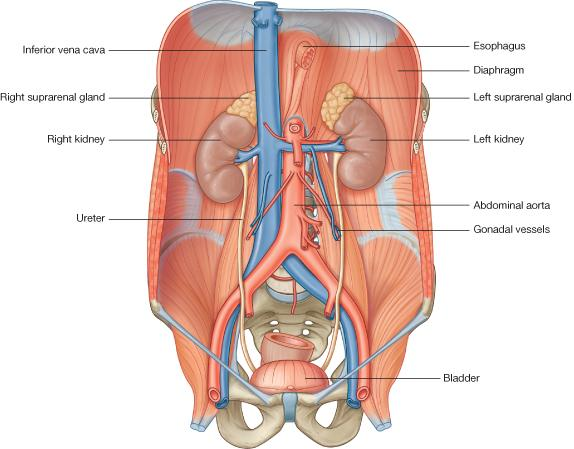 Inferior vena cava
Esophagus
Diaphragm
Right suprarenal gland
Left suprarenal gland
Right kidney
Left kidney
Abdominal aorta
Ureter
Gonadal vessels
Bladder